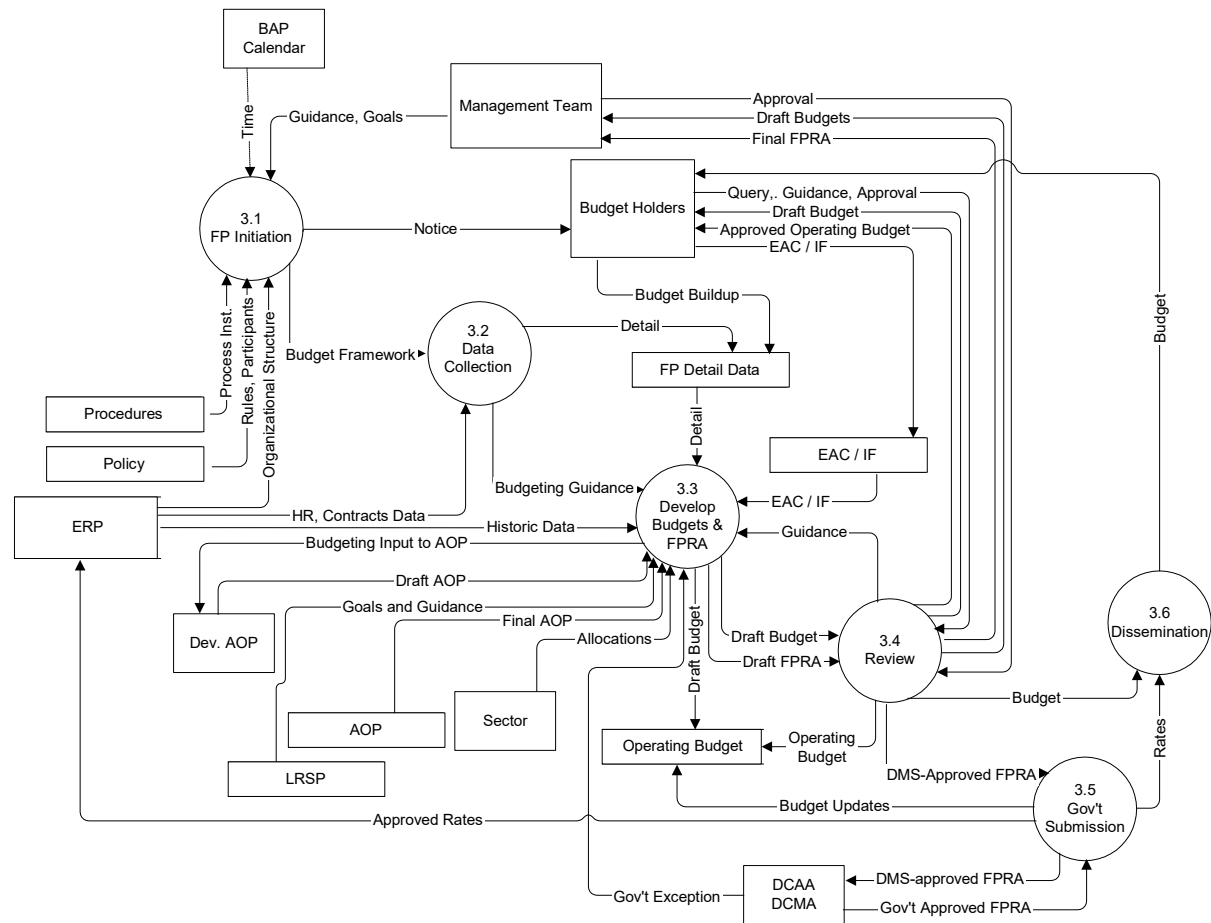 BAP
Calendar
Time
Management Team
Guidance, Goals
Approval
Draft Budgets
Final FPRA
3.1
FP Initiation
Notice
Budget Holders
Query,. Guidance, Approval
Draft Budget
Approved Operating Budget
EAC / IF
Budget Buildup
Budget
Process Inst.
Rules, Participants
Organizational Structure
Budget Framework
3.2
Data
Collection
Detail
FP Detail Data
Detail
Procedures
Policy
EAC / IF
ERP
HR, Contracts Data
Historic Data
Budgeting Guidance
3.3
Develop
Budgets &
FPRA
EAC / IF
Guidance
Budgeting Input to AOP
Draft AOP
Goals and Guidance
Final AOP
Allocations
Dev. AOP
AOP
LRSP
Sector
Draft Budget
Draft Budget
Draft FPRA
3.4
Review
3.6
Dissemination
Budget
Rates
Operating Budget
Operating
Budget
DMS-Approved FPRA
3.5
Gov't
Submission
Budget Updates
Approved Rates
Gov't Exception
DCAA
DCMA
DMS-approved FPRA
Gov't Approved FPRA